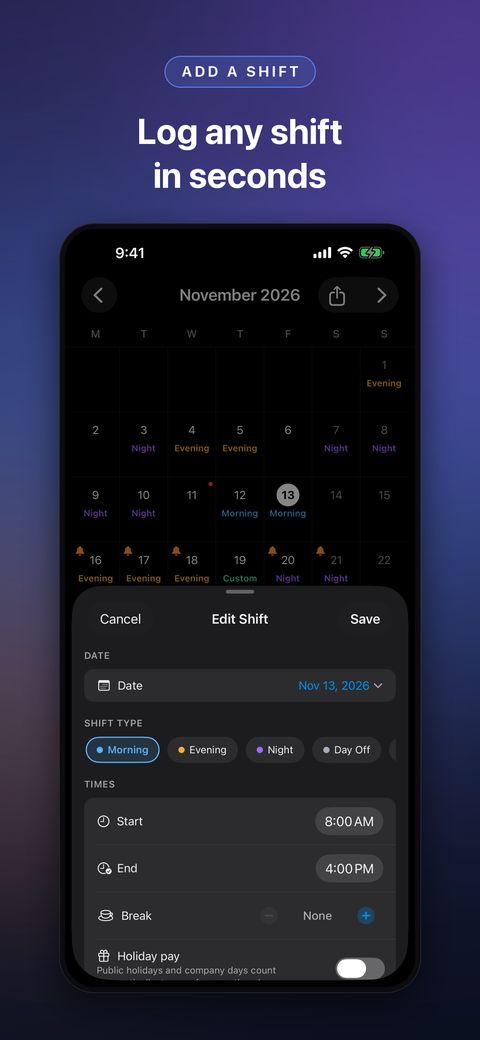 ADD A SHIFT
Log any shift
in seconds
9:41
November 2026
M T W T F S S
1
Evening
2 3 4 5 6 7 8
Night Evening Evening Night Night
9 10 11 12 13 14 15
Night Night Morning Morning
16 17 18 19 20 21 22
Evening Evening Evening Custom Night Night
Cancel Edit Shift Save
DATE
Date Nov 13, 2026
SHIFT TYPE
Morning Evening Night Day Off
TIMES
Start 8:00 AM
End 4:00 PM
Break None
Holiday pay
Public holidays and company days count